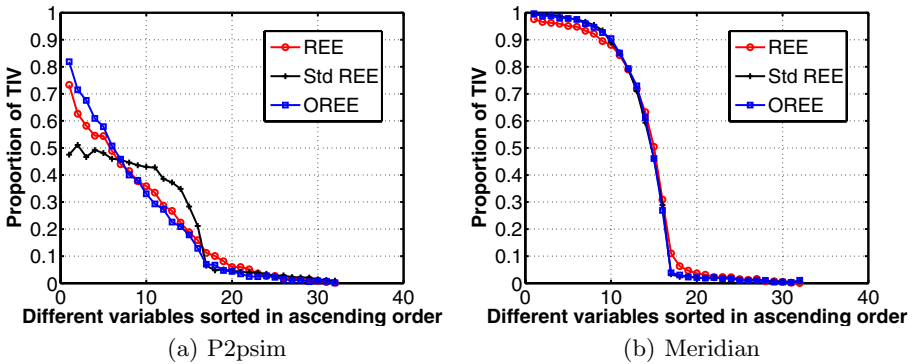 1
0.9
0.8
0.7
0.6
0.5
0.4
0.3
0.2
0.1
0
Proportion of TIV
REE
Std REE
OREE
0 10 20 30 40
Different variables sorted in ascending order
(a) P2psim
1
0.9
0.8
0.7
0.6
0.5
0.4
0.3
0.2
0.1
0
Proportion of TIV
REE
Std REE
OREE
0 10 20 30 40
Different variables sorted in ascending order
(b) Meridian